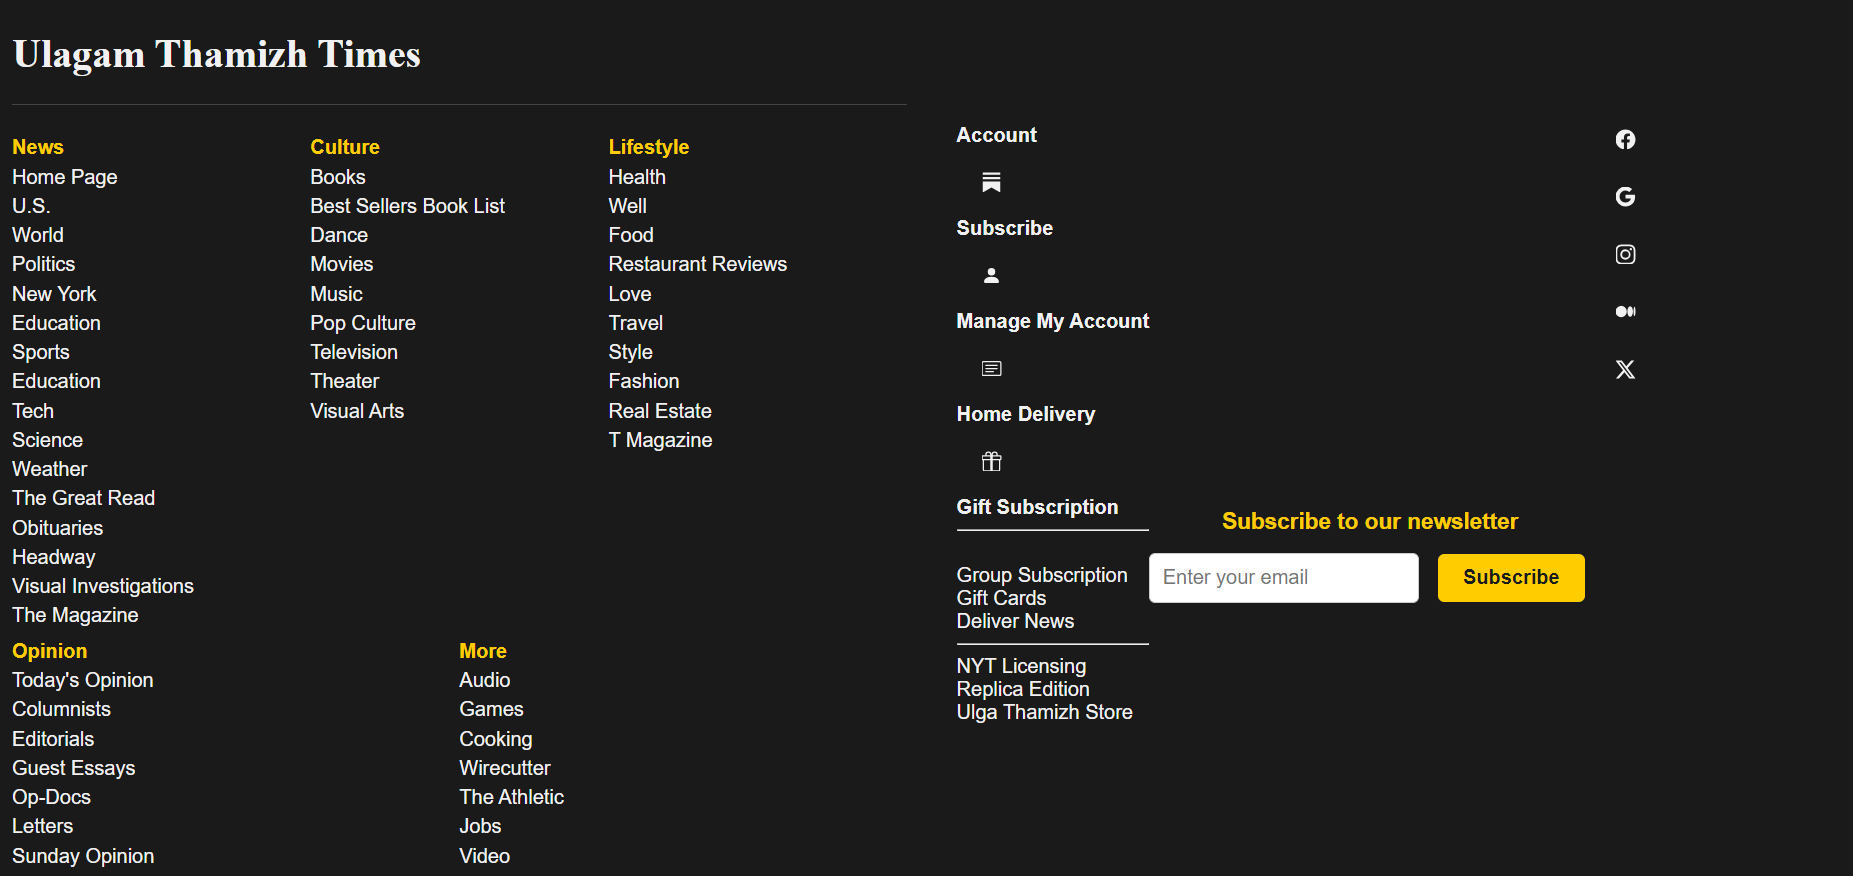 Ulagam Thamizh Times
News
Home Page
U.S.
World
Politics
New York
Education
Sports
Education
Tech
Science
Weather
The Great Read
Obituaries
Headway
Visual Investigations
The Magazine
Culture
Books
Best Sellers Book List
Dance
Movies
Music
Pop Culture
Television
Theater
Visual Arts
Lifestyle
Health
Well
Food
Restaurant Reviews
Love
Travel
Style
Fashion
Real Estate
T Magazine
Opinion
Today's Opinion
Columnists
Editorials
Guest Essays
Op-Docs
Letters
Sunday Opinion
More
Audio
Games
Cooking
Wirecutter
The Athletic
Jobs
Video
Account
Subscribe
Manage My Account
Home Delivery
Gift Subscription
Group Subscription
Gift Cards
Deliver News
NYT Licensing
Replica Edition
Ulga Thamizh Store
Subscribe to our newsletter
Enter your email
Subscribe